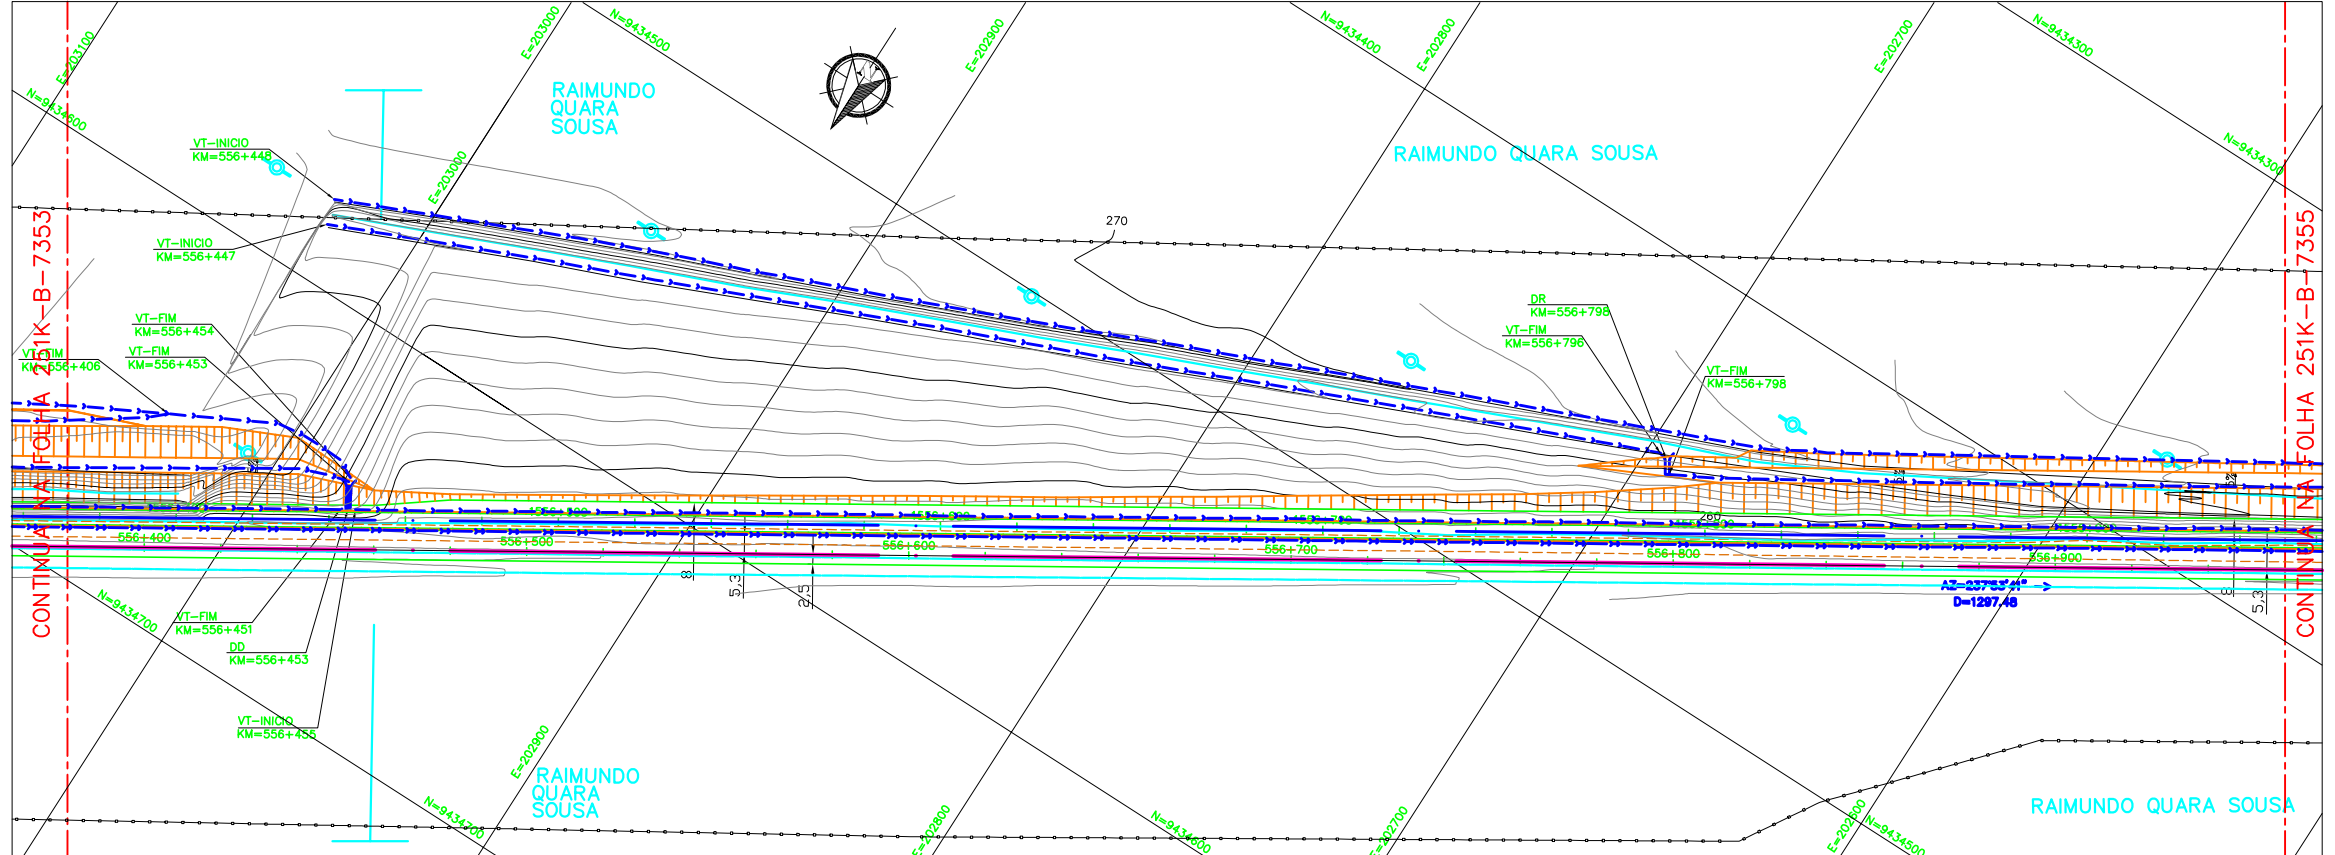 E=203100
N=9434600
E=203000
N=9434500
E=202900
N=9434400
E=202800
E=202700
N=9434300
N=9434300
RAIMUNDO
QUARA
SOUSA
RAIMUNDO QUARA SOUSA
VT-INICIO
KM=556+448
E=203000
VT-INICIO
KM=556+447
270
CONTINUA NA FOLHA 251K-B-7353
CONTINUA NA FOLHA 251K-B-7355
VT-FIM
KM=556+454
VT-FIM
KM=556+453
VT-FIM
KM=556+406
DR
KM=556+798
VT-FIM
KM=556+796
VT-FIM
KM=556+798
260
556+400
556+500
556+600
556+700
556+800
556+900
8
5,3
2,5
8
5,3
AZ=237°53'41"
D=1297.48
N=9434700
VT-FIM
KM=556+451
DD
KM=556+453
VT-INICIO
KM=556+455
E=202900
RAIMUNDO
QUARA
SOUSA
N=9434700
E=202800
N=9434600
E=202700
E=202600
N=9434500
RAIMUNDO QUARA SOUSA